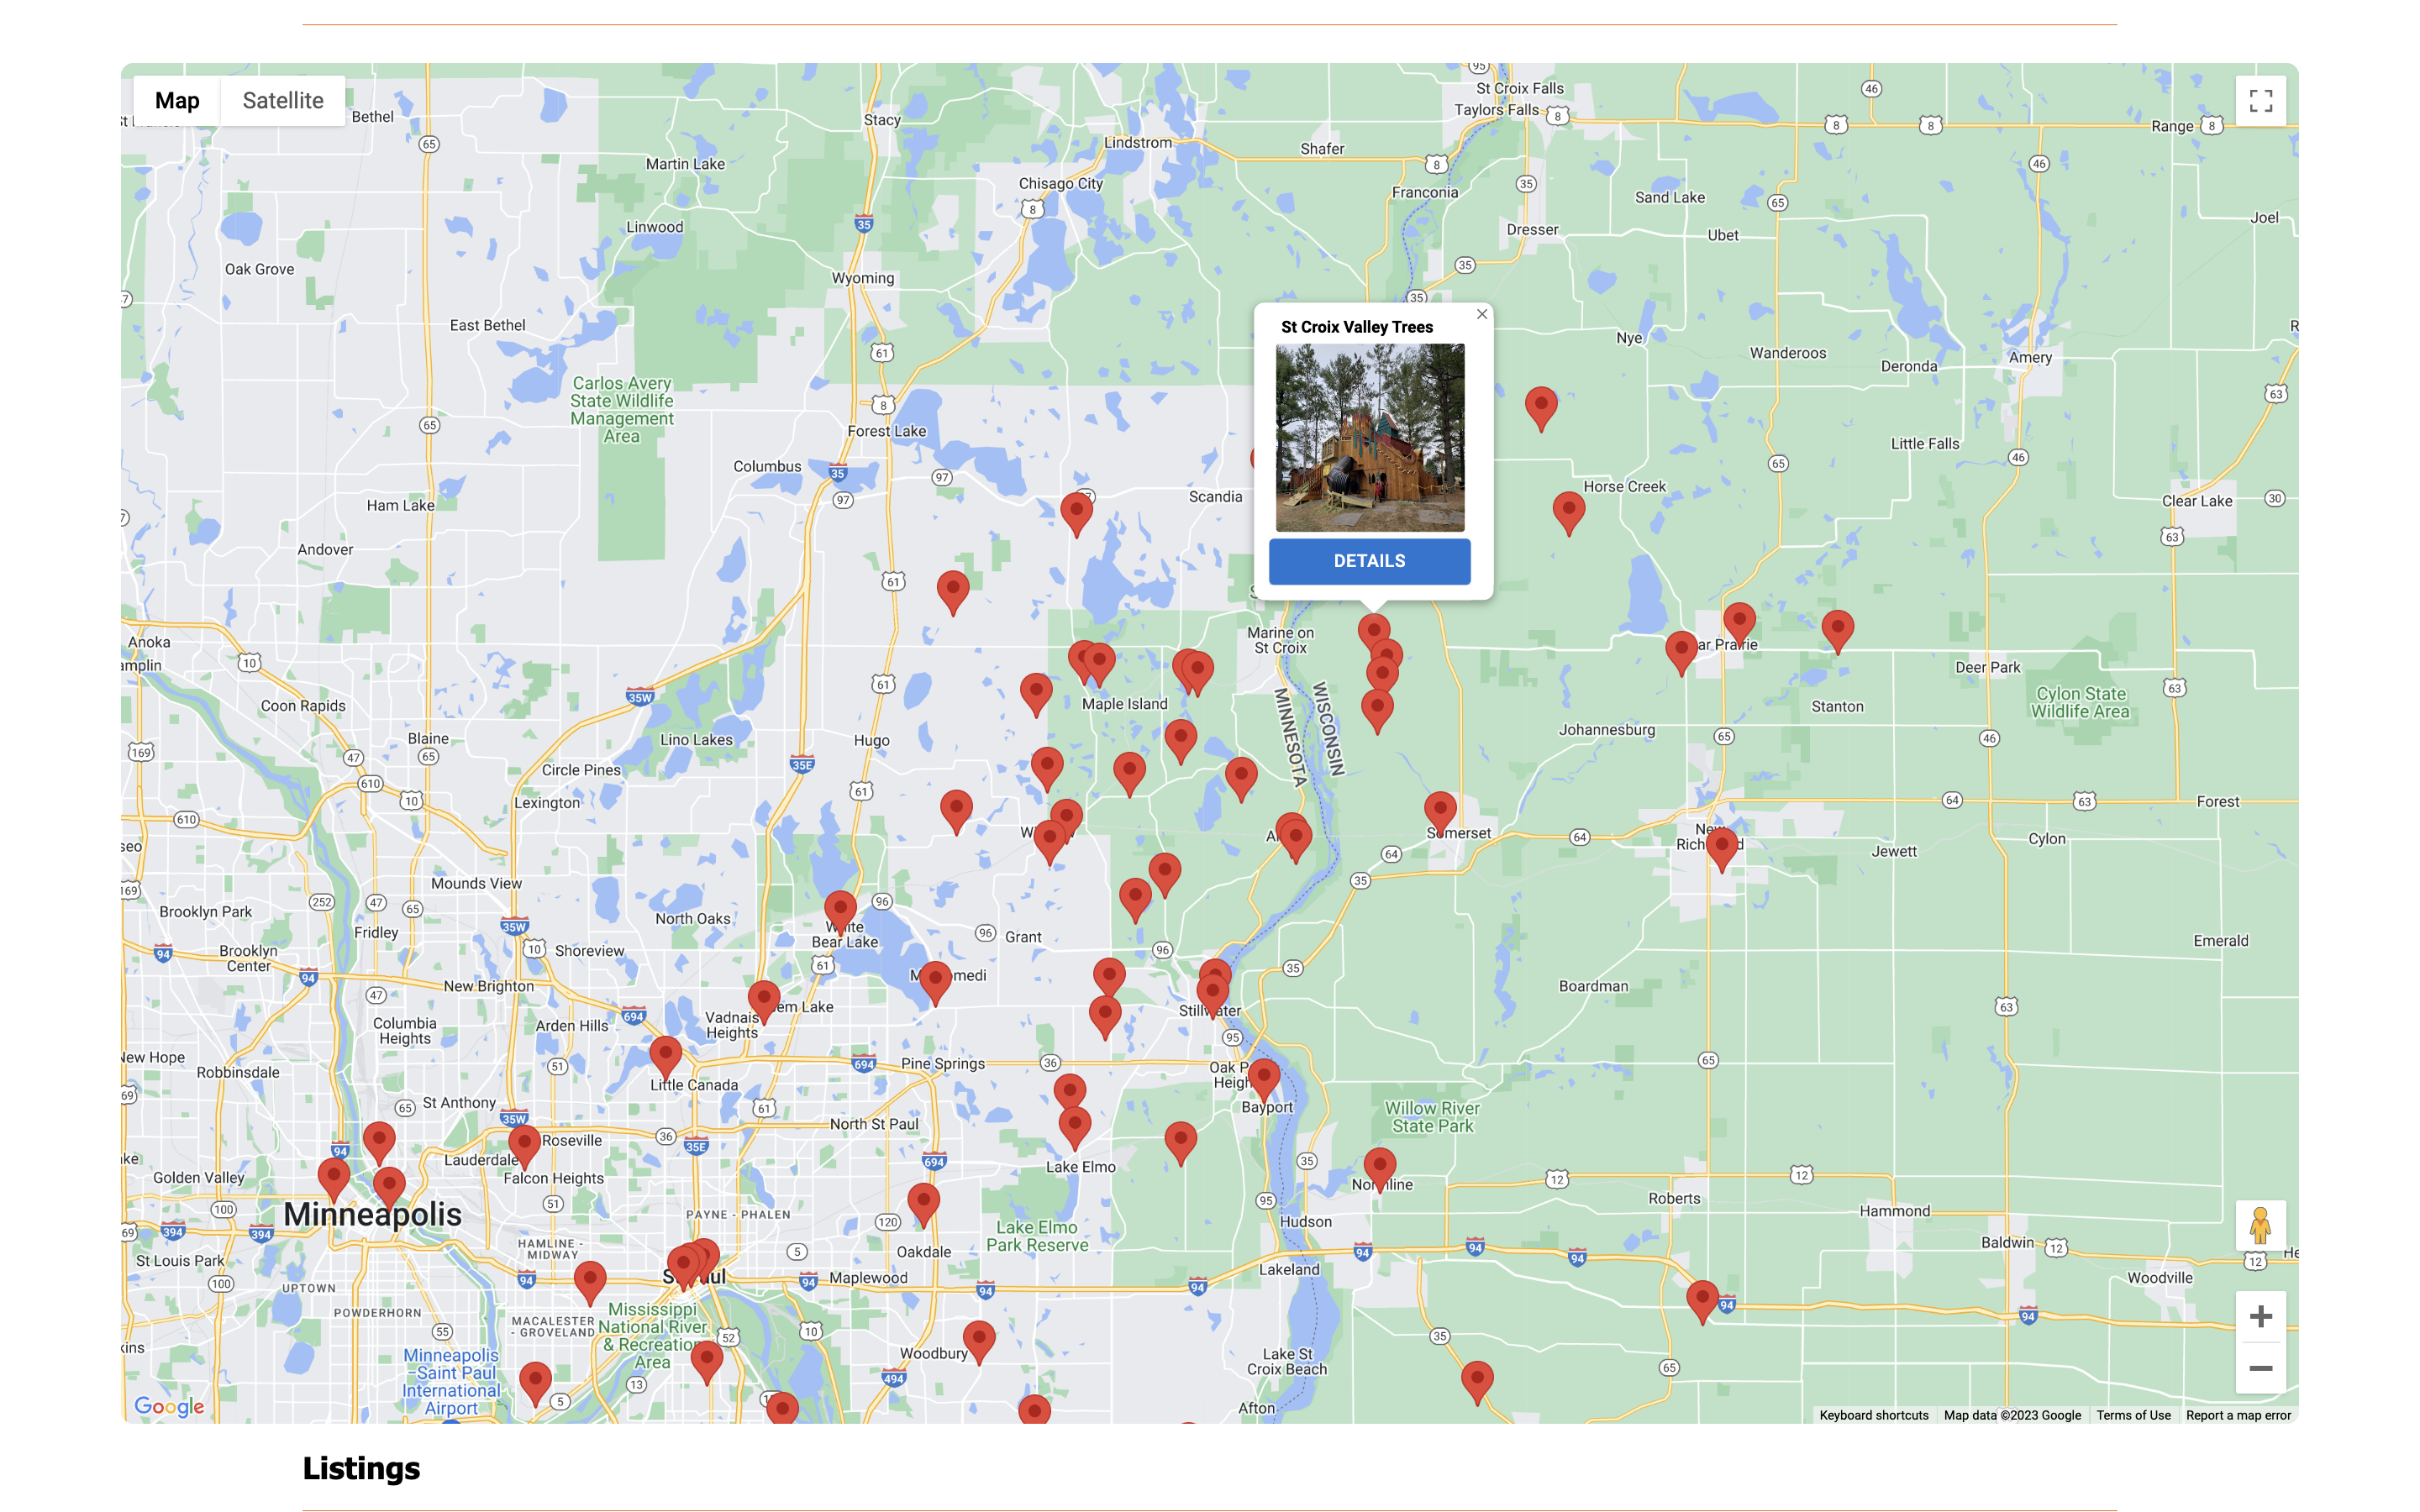 Map
Satellite
Bethel
Stacy
Martin Lake
Linwood
Oak Grove
East Bethel
Wyoming
Lindstrom
Chisago City
Shafer
Franconia
St Croix Falls
Taylors Falls
Dresser
Sand Lake
Ubet
Range
Joel
Nye
Wanderoos
Deronda
Amery
Little Falls
Clear Lake
Horse Creek
St Croix Valley Trees
DETAILS
Carlos Avery
State Wildlife
Management
Area
Forest Lake
Columbus
Scandia
Ham Lake
Andover
Anoka
Coon Rapids
Blaine
Circle Pines
Lexington
Lino Lakes
Hugo
Maple Island
Marine on
St Croix
MINNESOTA
WISCONSIN
Johannesburg
Stanton
Deer Park
Cylon State
Wildlife Area
Forest
Cylon
Jewett
Somerset
Emerald
Boardman
Mounds View
Brooklyn Park
Fridley
Brooklyn
Center
Shoreview
North Oaks
Bear Lake
Grant
New Brighton
Columbia
Heights
Arden Hills
Vadnais
Heights
New Hope
Robbinsdale
St Anthony
Little Canada
Pine Springs
North St Paul
Stillwater
Bayport
Willow River
State Park
Roseville
Lauderdale
Falcon Heights
Golden Valley
Minneapolis
Lake Elmo
PAYNE - PHALEN
HAMLINE -
MIDWAY
Lake Elmo
Park Reserve
Oakdale
Maplewood
Hudson
Lakeland
Roberts
Hammond
Baldwin
Woodville
St Louis Park
UPTOWN
POWDERHORN
MACALESTER
- GROVELAND
Mississippi
National River
& Recreation
Area
Minneapolis
–Saint Paul
International
Airport
Woodbury
Lake St
Croix Beach
Afton
Google
Keyboard shortcuts
Map data ©2023 Google
Terms of Use
Report a map error
Listings